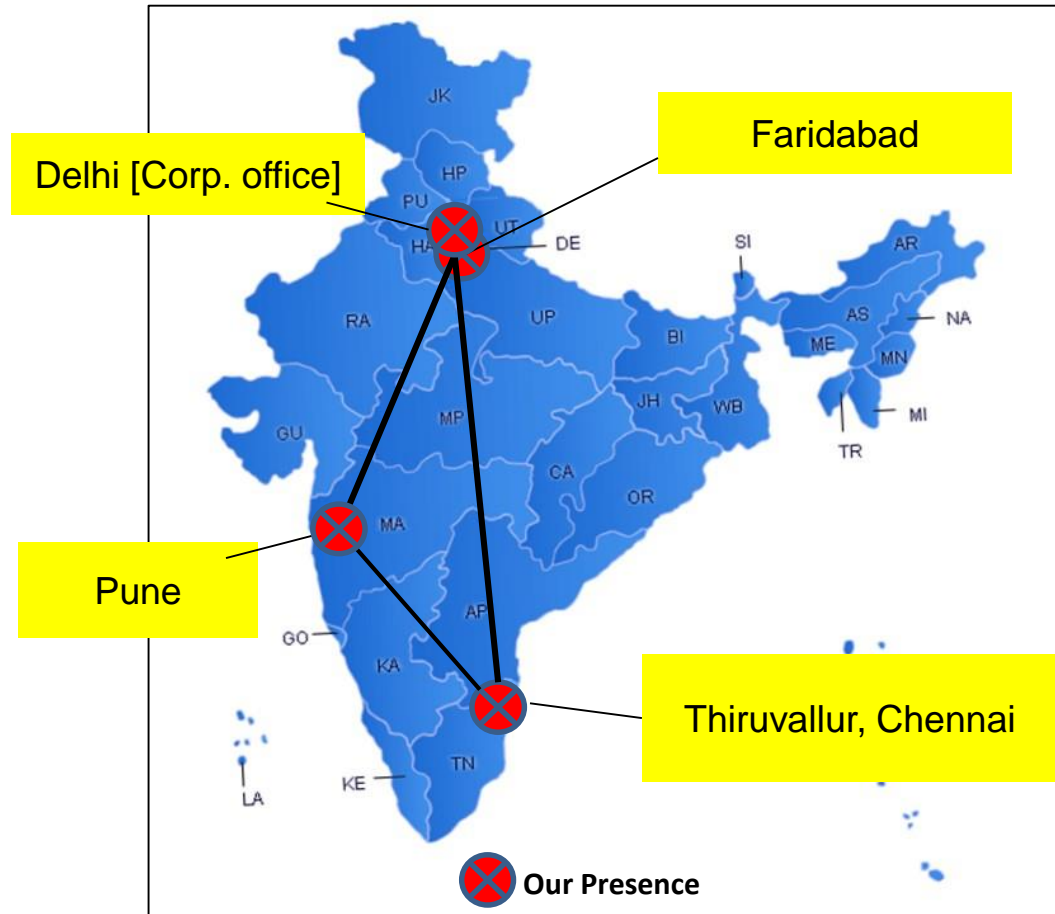 JK
Faridabad
Delhi [Corp. office]
HP
PU
UT
HA
DE
SI
AR
RA
UP
BI
AS
NA
ME
MN
JH
WB
MP
GU
TR
MI
CA
OR
MA
Pune
AP
GO
KA
Thiruvallur, Chennai
TN
KE
LA
Our Presence